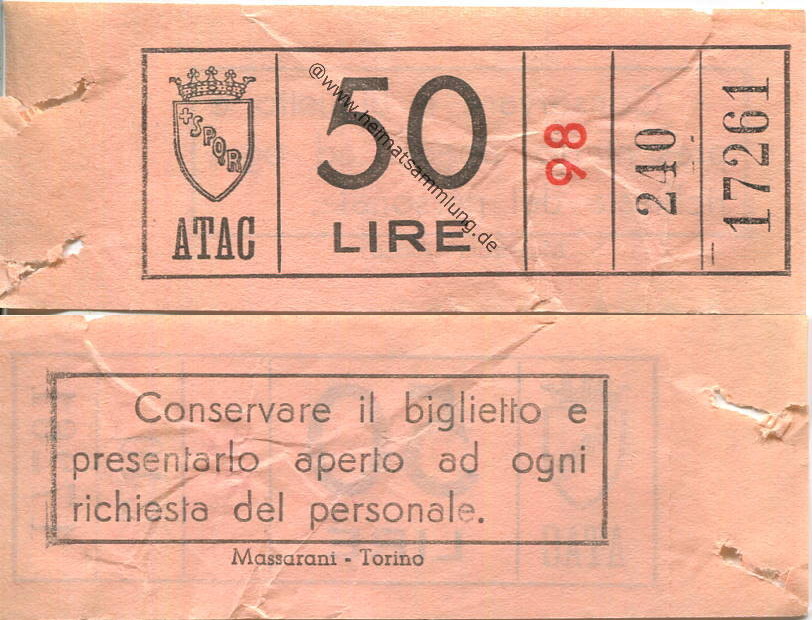 SPQR
ATAC
50
LIRE
98
240
17261
@www.heimatsammlung.de
Conservare il biglietto e
presentarlo aperto ad ogni
richiesta del personale.
Massarani - Torino